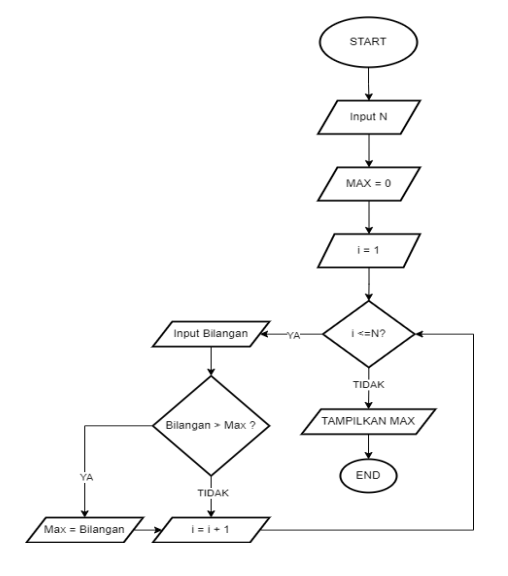 START
Input N
MAX = 0
i = 1
i <=N?
YA
Input Bilangan
TIDAK
TAMPILKAN MAX
Bilangan > Max ?
END
YA
TIDAK
Max = Bilangan
i = i + 1